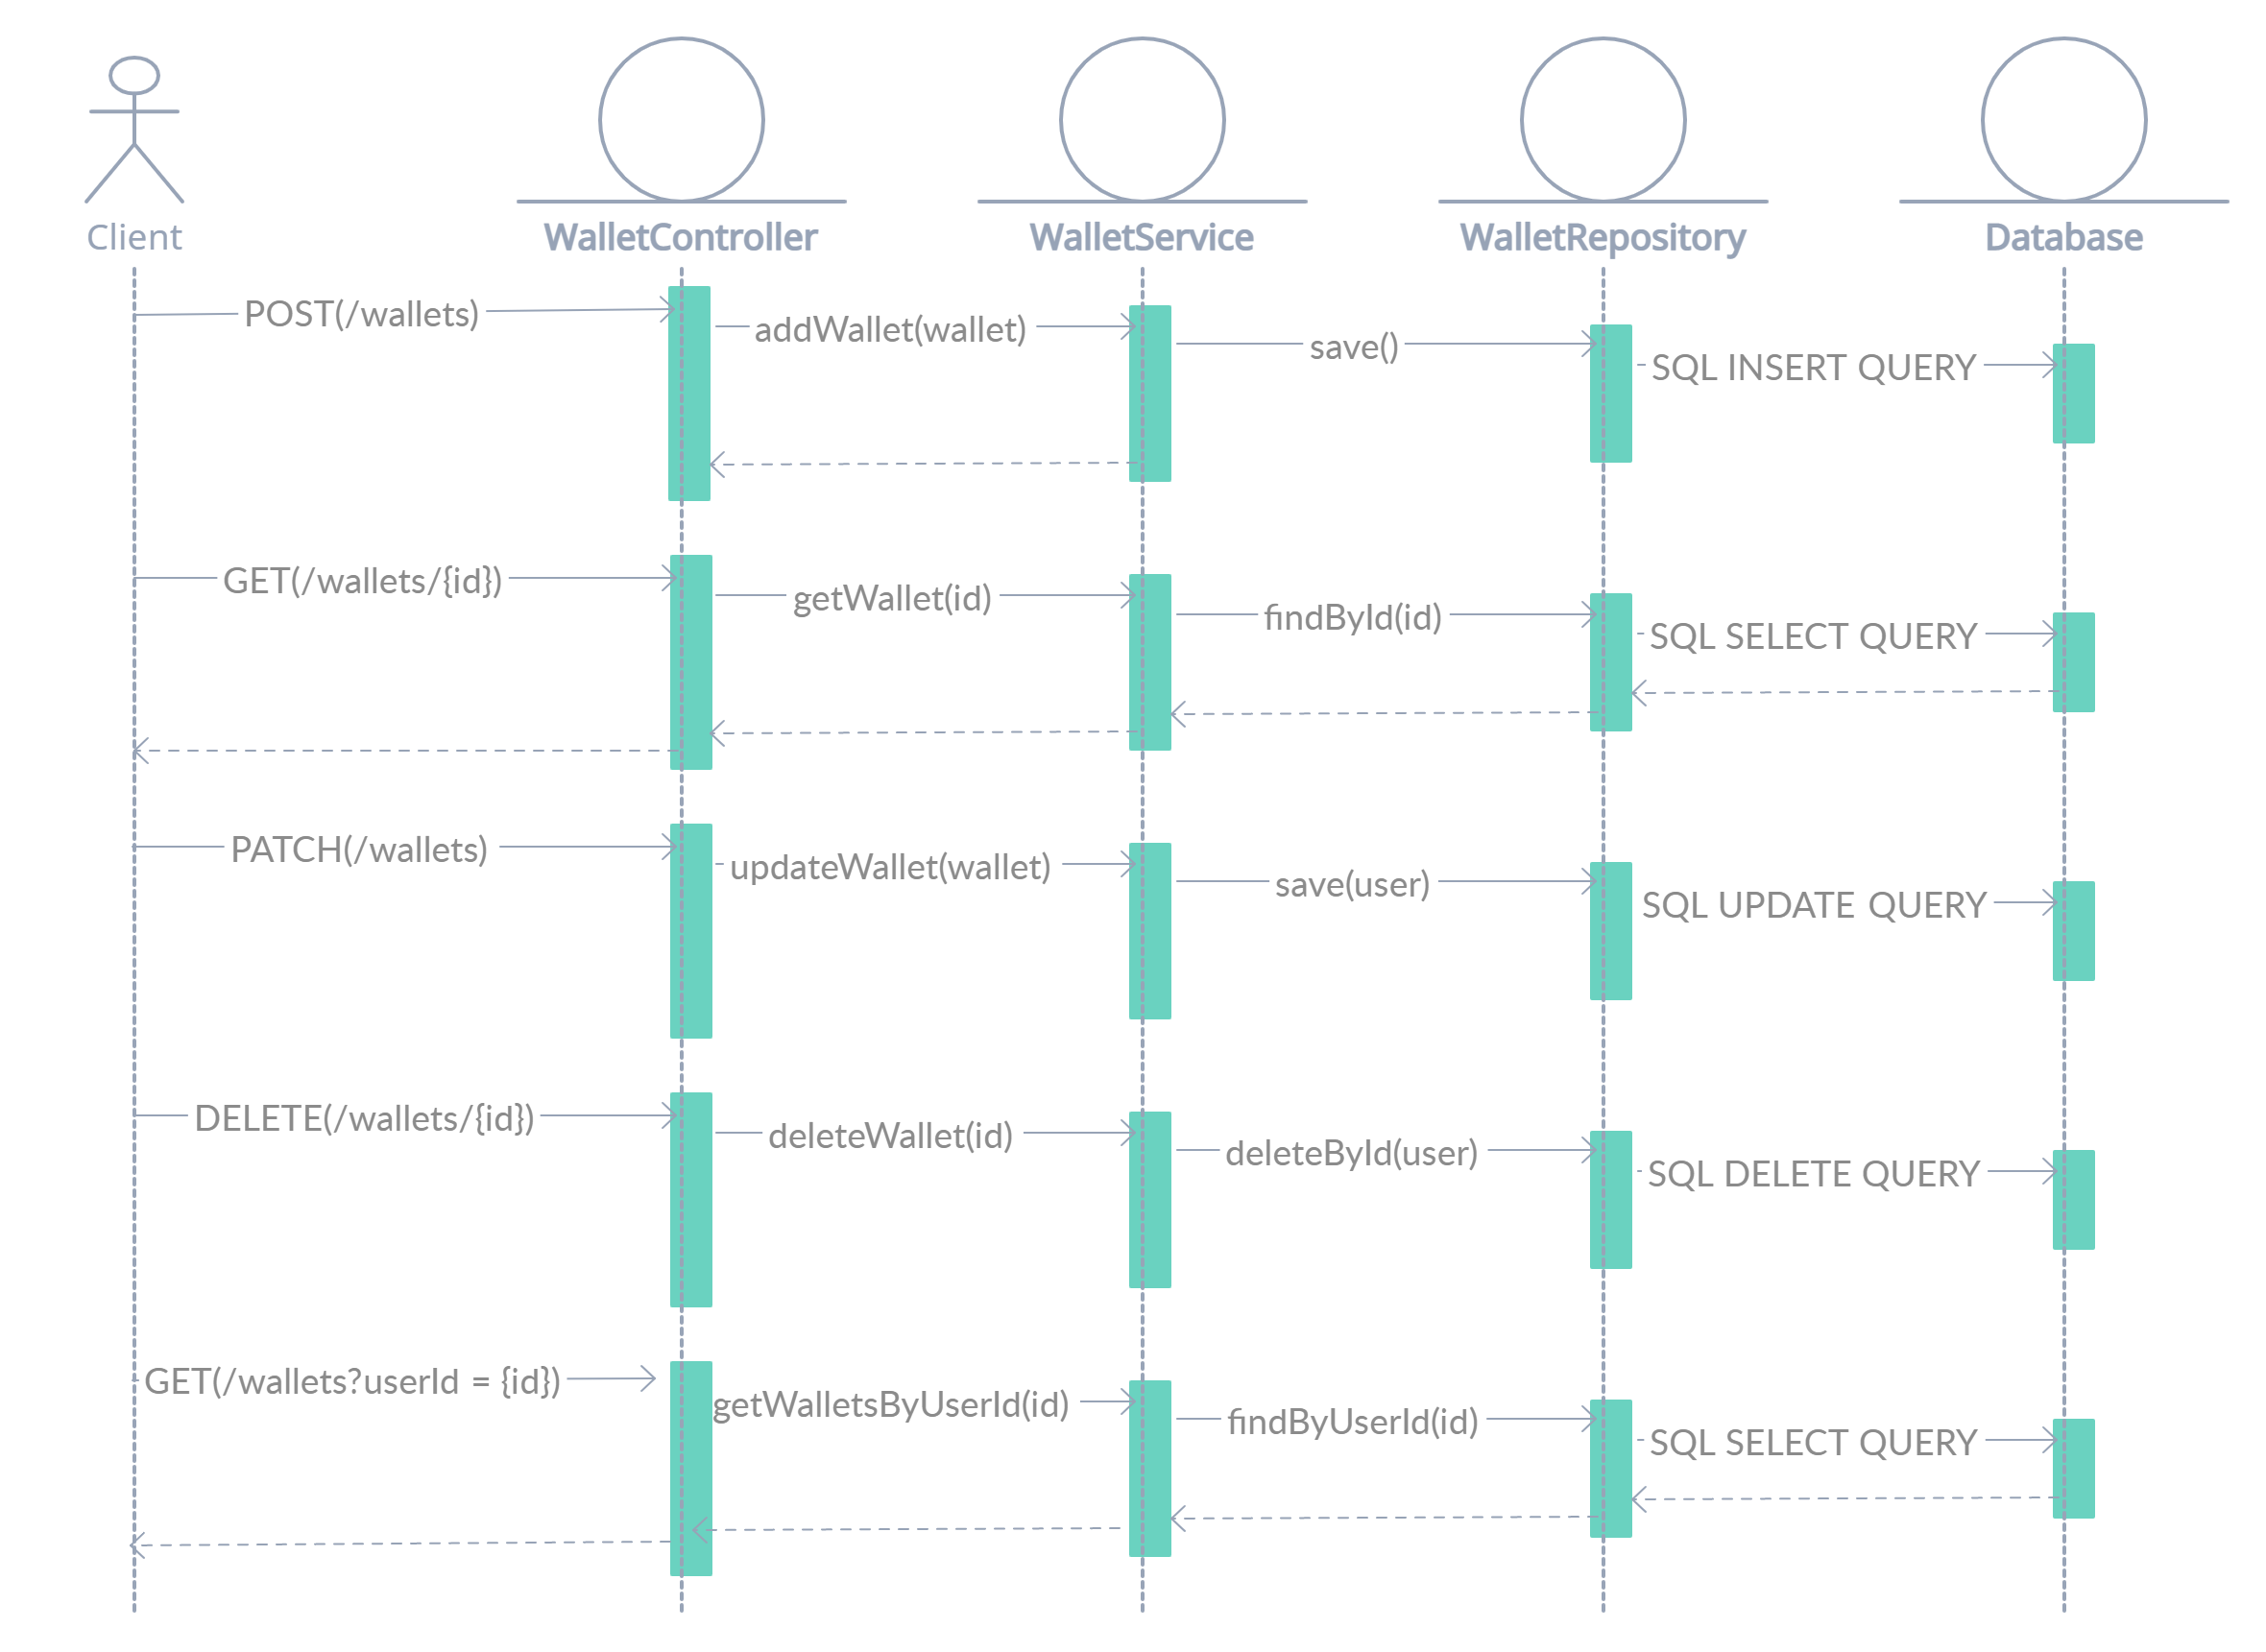 Client
WalletController
WalletService
WalletRepository
Database
POST(/wallets)
addWallet(wallet)
save()
SQL INSERT QUERY
GET(/wallets/{id})
getWallet(id)
findById(id)
SQL SELECT QUERY
PATCH(/wallets)
updateWallet(wallet)
save(user)
SQL UPDATE QUERY
DELETE(/wallets/{id})
deleteWallet(id)
deleteById(user)
SQL DELETE QUERY
GET(/wallets?userId = {id})
getWalletsByUserId(id)
findByUserId(id)
SQL SELECT QUERY